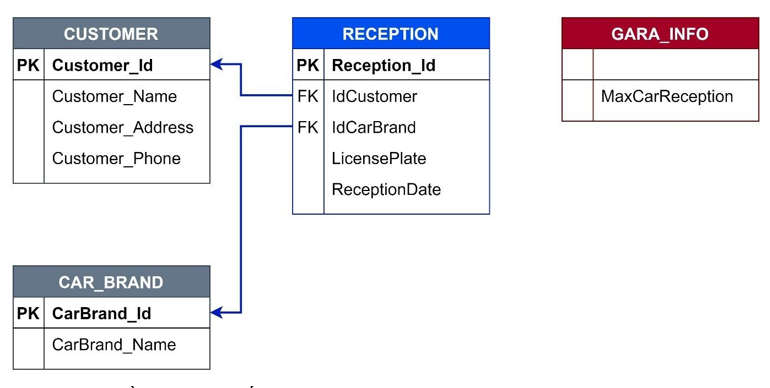 CUSTOMER
PK Customer_Id
Customer_Name
Customer_Address
Customer_Phone
RECEPTION
PK Reception_Id
FK IdCustomer
FK IdCarBrand
LicensePlate
ReceptionDate
GARA_INFO
MaxCarReception
CAR_BRAND
PK CarBrand_Id
CarBrand_Name